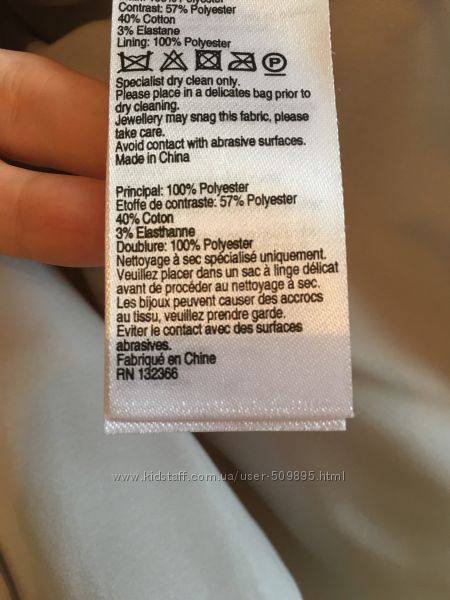 100% Polyester
Contrast: 57% Polyester
40% Cotton
3% Elastane
Lining: 100% Polyester
P
Specialist dry clean only.
Please place in a delicates bag prior to
dry cleaning.
Jewellery may snag this fabric, please
take care.
Avoid contact with abrasive surfaces.
Made in China
Principal: 100% Polyester
Etoffe de contraste: 57% Polyester
40% Coton
3% Elasthanne
Doublure: 100% Polyester
Nettoyage à sec spécialisé uniquement.
Veuillez placer dans un sac à linge délicat
avant de procéder au nettoyage à sec.
Les bijoux peuvent causer des accrocs
au tissu, veuillez prendre garde.
Eviter le contact avec des surfaces
abrasives.
Fabriqué en Chine
RN 132366
www.kidstaff.com.ua/user-509895.html